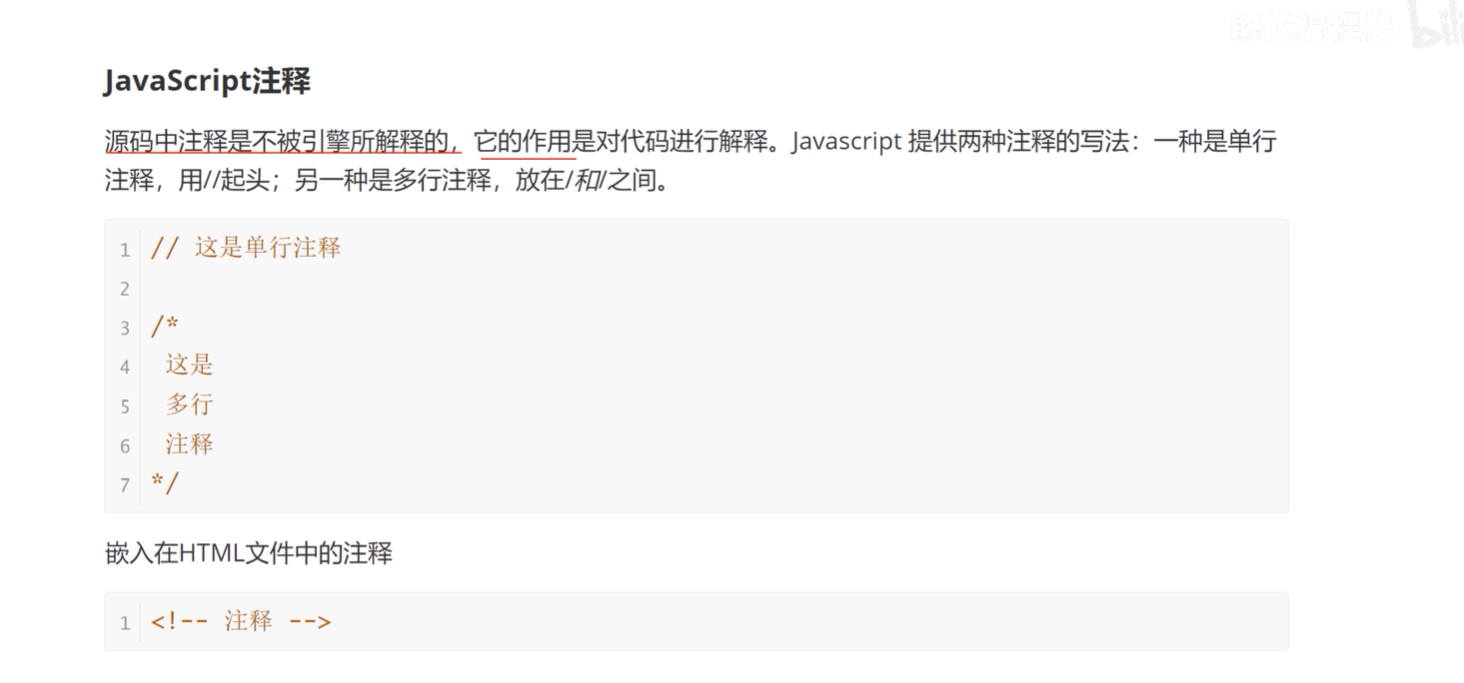 JavaScript注释
源码中注释是不被引擎所解释的，它的作用是对代码进行解释。Javascript 提供两种注释的写法：一种是单行
注释，用//起头；另一种是多行注释，放在/和/之间。
1 // 这是单行注释
2
3 /*
4 这是
5 多行
6 注释
7 */
嵌入在HTML文件中的注释
1 <!-- 注释 -->